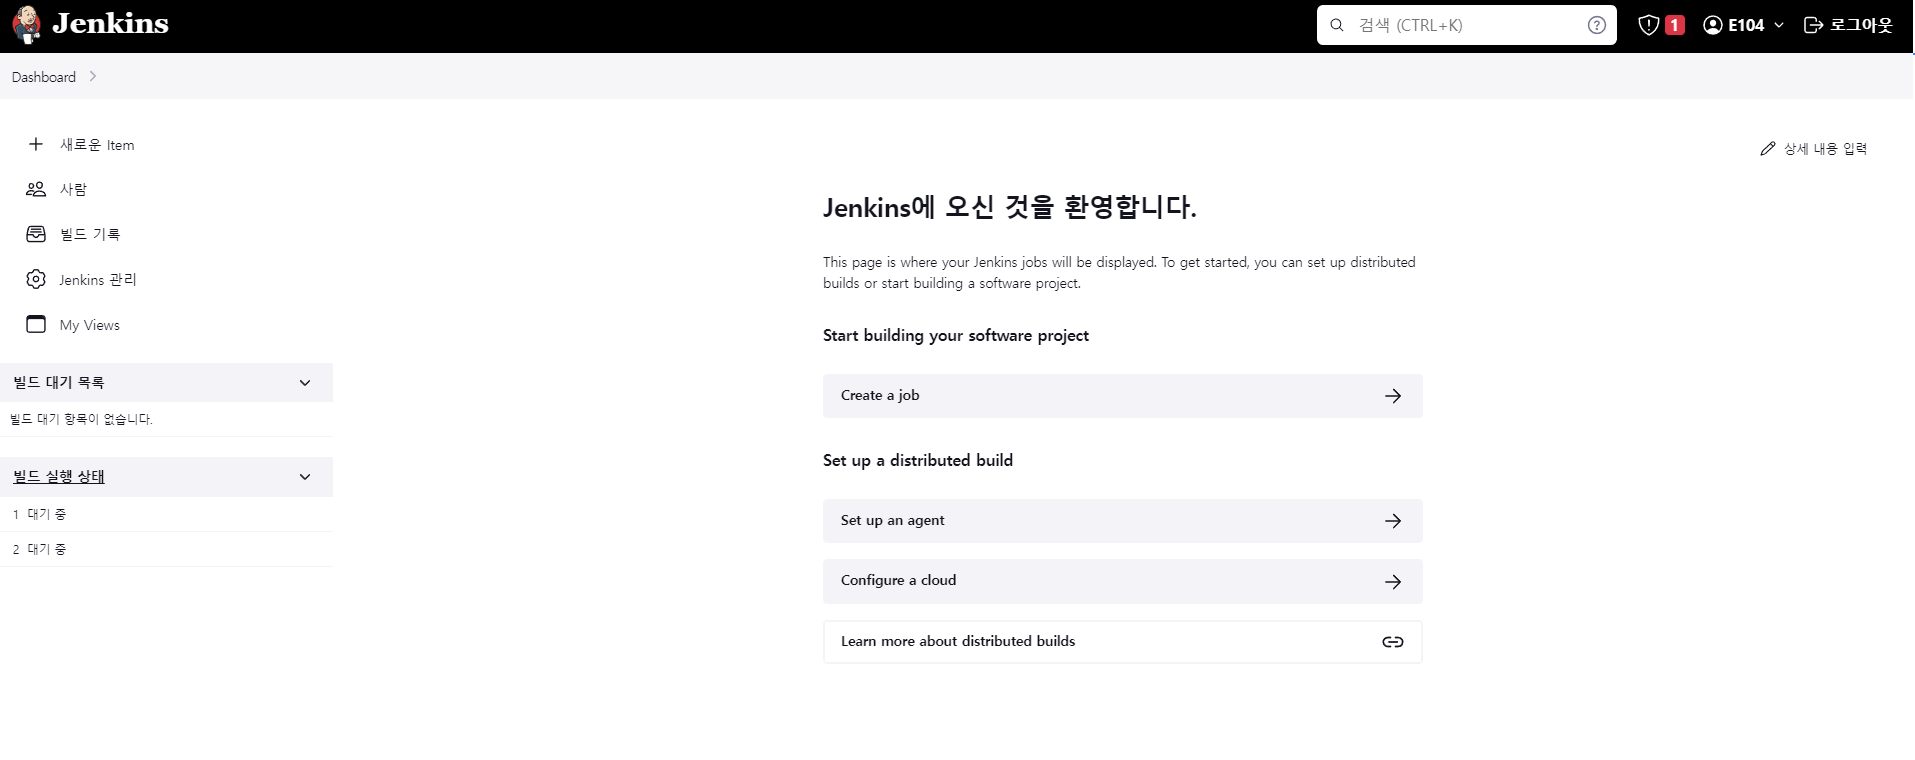 Jenkins
검색 (CTRL+K)
1
E104
로그아웃
Dashboard
새로운 Item
사람
빌드 기록
Jenkins 관리
My Views
빌드 대기 목록
빌드 대기 항목이 없습니다.
빌드 실행 상태
1 대기 중
2 대기 중
상세 내용 입력
Jenkins에 오신 것을 환영합니다.
This page is where your Jenkins jobs will be displayed. To get started, you can set up distributed
builds or start building a software project.
Start building your software project
Create a job
Set up a distributed build
Set up an agent
Configure a cloud
Learn more about distributed builds